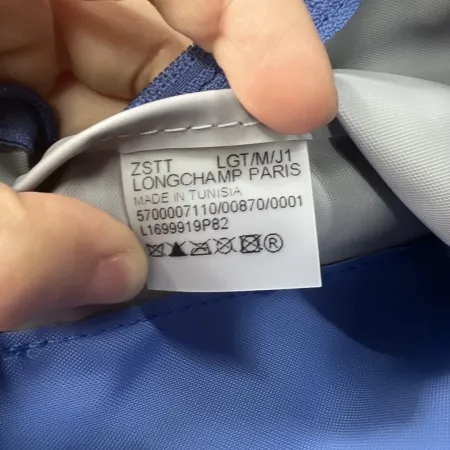 ZSTT LGT/M/J1
LONGCHAMP PARIS
MADE IN TUNISIA
5700007110/00870/0001
L1699919P82
®